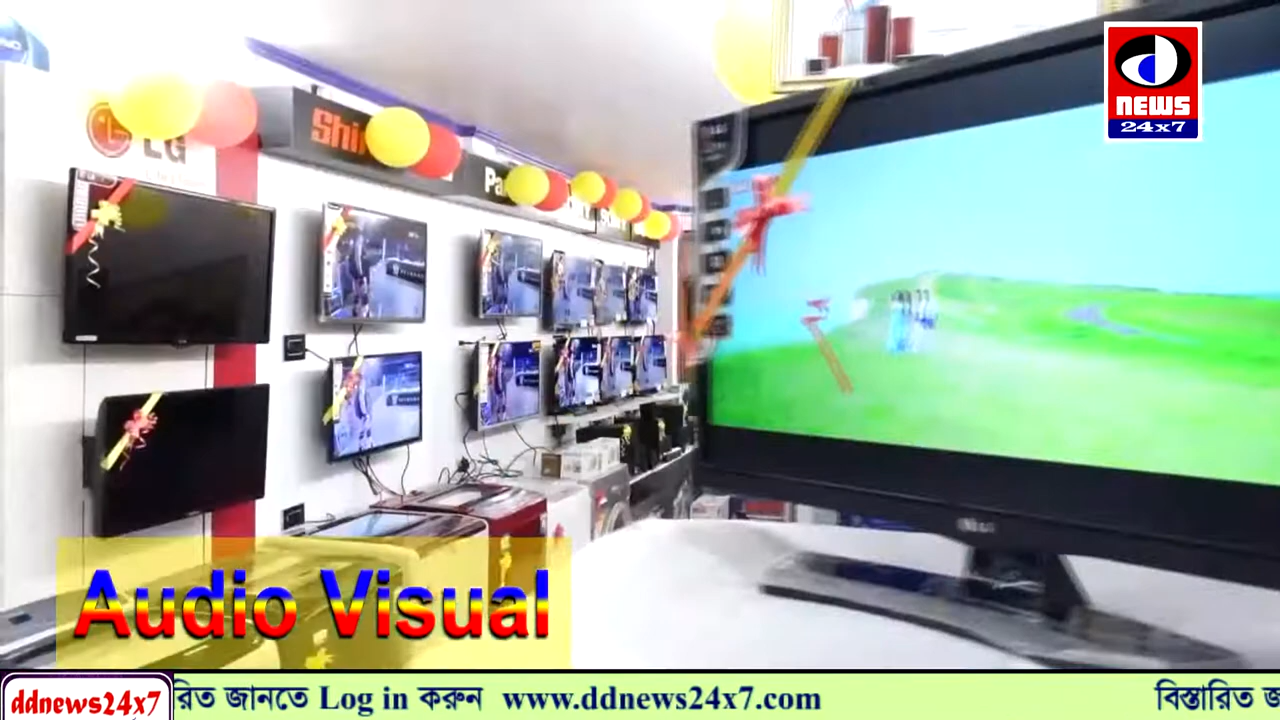 NEWS
24x7
LG
Shi
Pa
Audio Visual
ddnews24x7
রিত জানতে Log in করুন www.ddnews24x7.com
বিস্তারিত জ